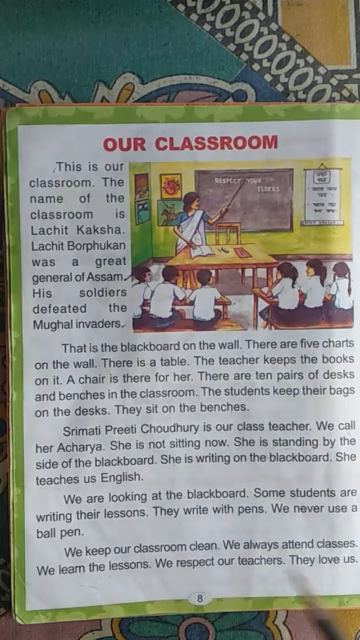 OUR CLASSROOM
This is our
classroom. The
name of the
classroom is
Lachit Kaksha.
Lachit Borphukan
was a great
general of Assam.
His soldiers
defeated the
Mughal invaders.
RESPECT YOUR
ELDERS
That is the blackboard on the wall. There are five charts
on the wall. There is a table. The teacher keeps the books
on it. A chair is there for her. There are ten pairs of desks
and benches in the classroom. The students keep their bags
on the desks. They sit on the benches.
Srimati Preeti Choudhury is our class teacher. We call
her Acharya. She is not sitting now. She is standing by the
side of the blackboard. She is writing on the blackboard. She
teaches us English.
We are looking at the blackboard. Some students are
writing their lessons. They write with pens. We never use a
ball pen.
We keep our classroom clean. We always attend classes.
We learn the lessons. We respect our teachers. They love us.
8